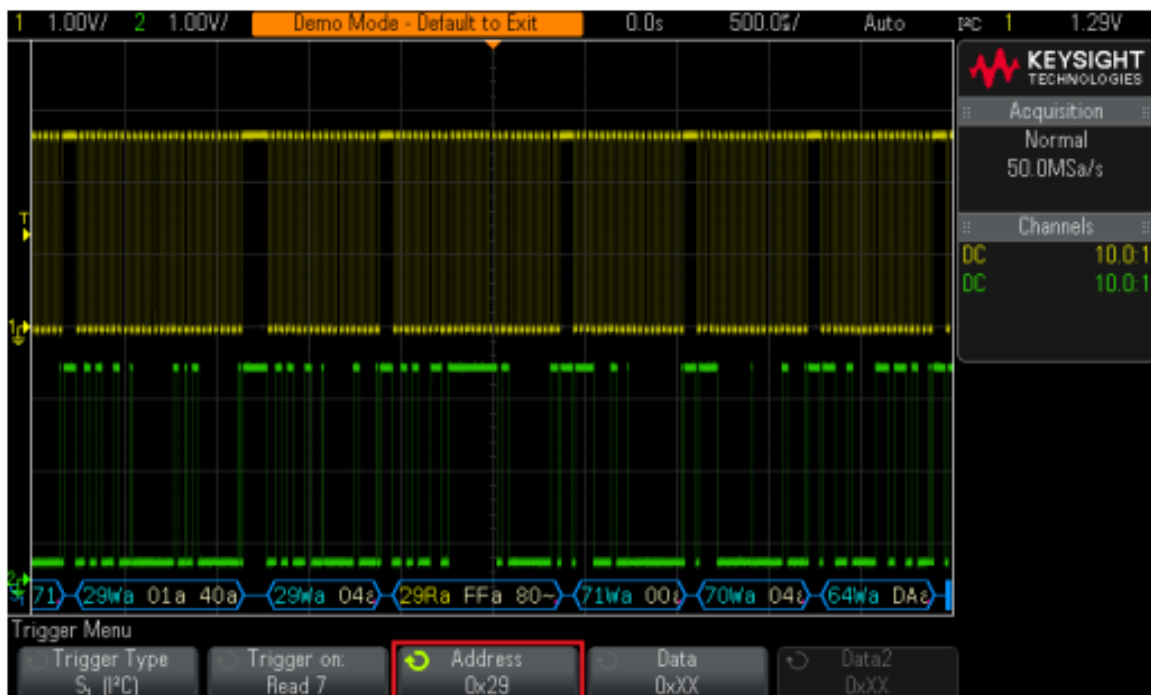 1 1.00V/ 2 1.00V/ Demo Mode - Default to Exit 0.0s 500.0µs/ Auto I²C 1 1.29V
KEYSIGHT
TECHNOLOGIES
Acquisition
Normal
50.0MSa/s
Channels
DC 10.0:1
DC 10.0:1
T
1
2
S1 71 29Wa 01a 40a 29Wa 04a 29Ra FFa 80~ 71Wa 00a 70Wa 04a 64Wa DAa
Trigger Menu
Trigger Type Trigger on: Address Data Data2
S1 (I²C) Read 7 0x29 0xXX 0xXX